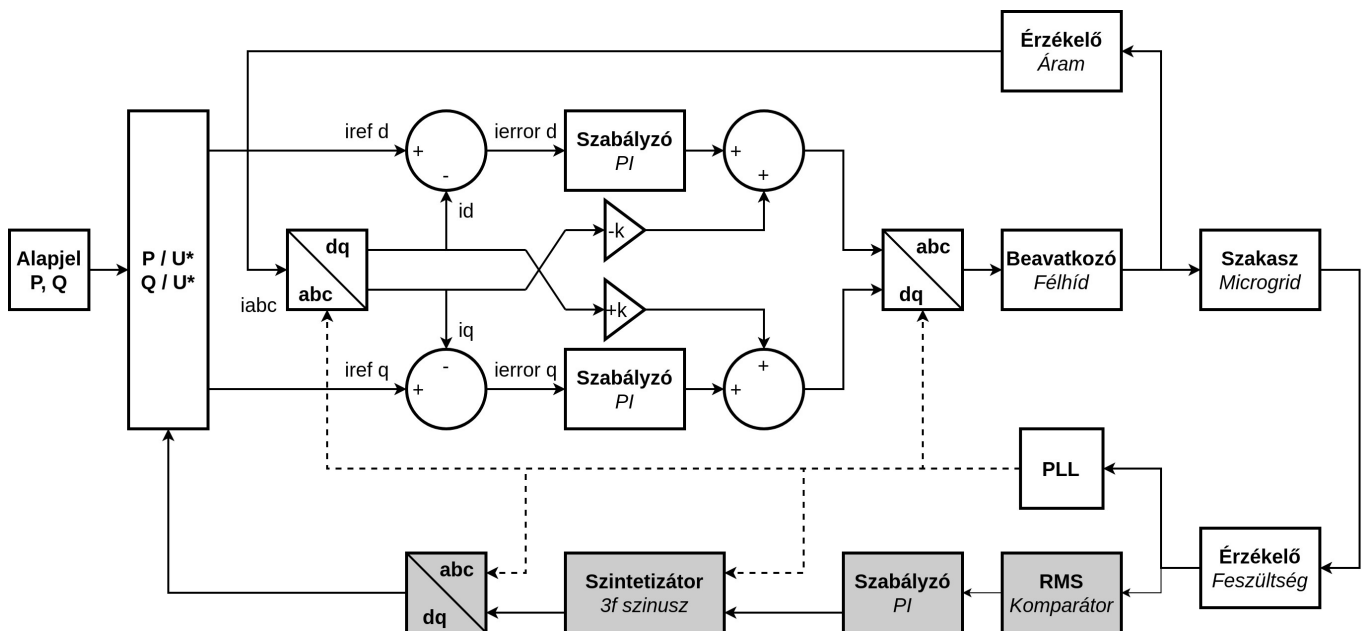 Érzékelő
Áram
iref d
+
-
ierror d
Szabályzó
PI
+
+
id
Alapjel
P, Q
P / U*
Q / U*
dq
abc
iabc
-k
+k
abc
dq
Beavatkozó
Félhíd
Szakasz
Microgrid
iq
iref q
-
+
ierror q
Szabályzó
PI
+
+
PLL
abc
dq
Szintetizátor
3f szinusz
Szabályzó
PI
RMS
Komparátor
Érzékelő
Feszültség